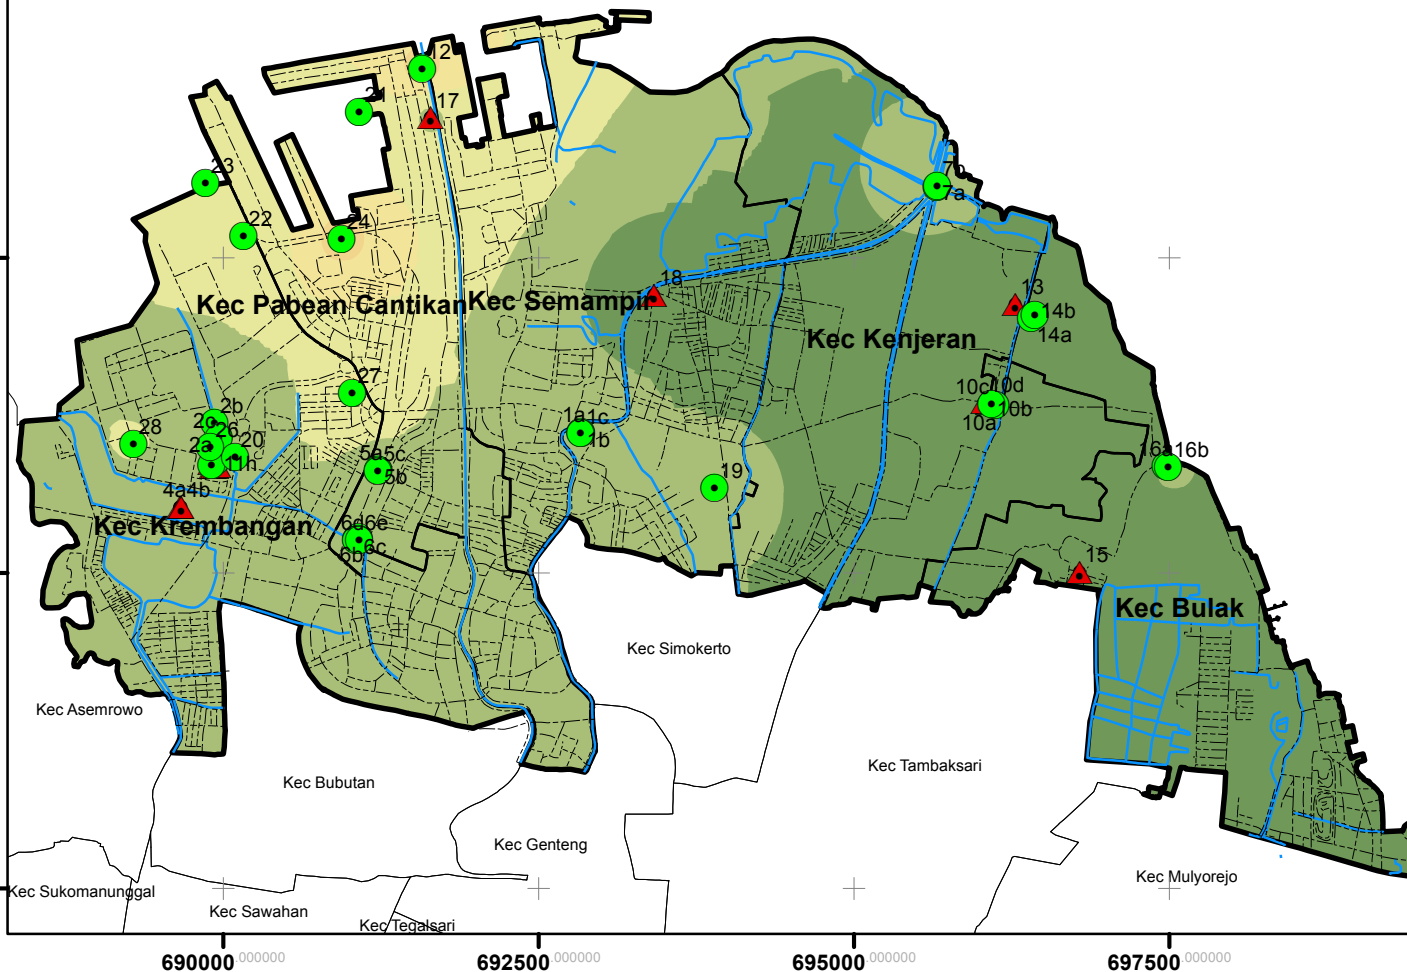 12
21
17
23
7b
7a
22
24
18
13
14b
14a
Kec Pabean Cantikan
Kec Semampir
Kec Kenjeran
27
10c
10d
10b
10a
2b
2c
26
28
2a
20
11h
1a1c
1b
5a5c
5b
19
16a16b
4a4b
Kec Krembangan
6d6e
6b
6c
15
Kec Bulak
Kec Simokerto
Kec Asemrowo
Kec Bubutan
Kec Tambaksari
Kec Genteng
Kec Mulyorejo
Kec Sukomanunggal
Kec Sawahan
Kec Tegalsari
690000.000000
692500.000000
695000.000000
697500.000000